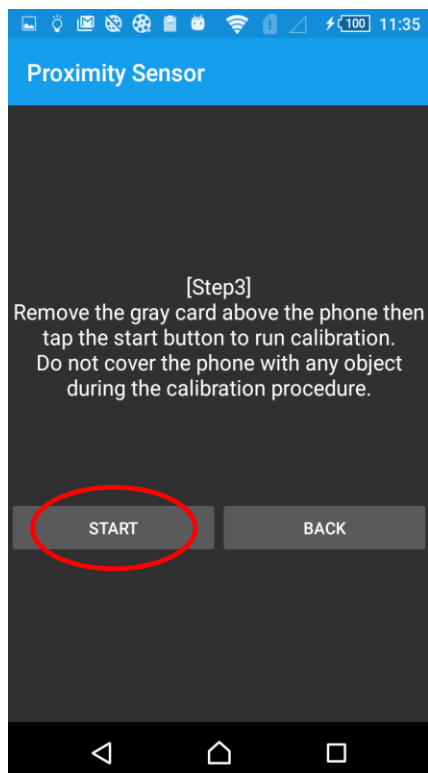 100 11:35
Proximity Sensor
[Step3]
Remove the gray card above the phone then
tap the start button to run calibration.
Do not cover the phone with any object
during the calibration procedure.
START BACK